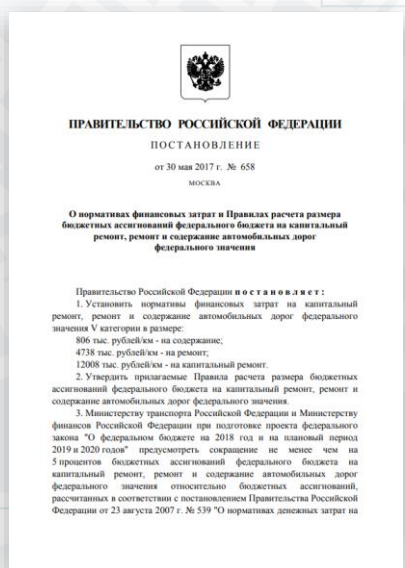 ПРАВИТЕЛЬСТВО РОССИЙСКОЙ ФЕДЕРАЦИИ
ПОСТАНОВЛЕНИЕ
от 30 мая 2017 г. № 658
МОСКВА
О нормативах финансовых затрат и Правилах расчета размера
бюджетных ассигнований федерального бюджета на капитальный
ремонт, ремонт и содержание автомобильных дорог
федерального значения
Правительство Российской Федерации постановляет:
1. Установить нормативы финансовых затрат на капитальный
ремонт, ремонт и содержание автомобильных дорог федерального
значения V категории в размере:
806 тыс. рублей/км - на содержание;
4738 тыс. рублей/км - на ремонт;
12008 тыс. рублей/км - на капитальный ремонт.
2. Утвердить прилагаемые Правила расчета размера бюджетных
ассигнований федерального бюджета на капитальный ремонт, ремонт и
содержание автомобильных дорог федерального значения.
3. Министерству транспорта Российской Федерации и Министерству
финансов Российской Федерации при подготовке проекта федерального
закона "О федеральном бюджете на 2018 год и на плановый период
2019 и 2020 годов" предусмотреть сокращение не менее чем на
5 процентов бюджетных ассигнований федерального бюджета на
капитальный ремонт, ремонт и содержание автомобильных дорог
федерального значения относительно бюджетных ассигнований,
рассчитанных в соответствии с постановлением Правительства Российской
Федерации от 23 августа 2007 г. № 539 "О нормативах денежных затрат на